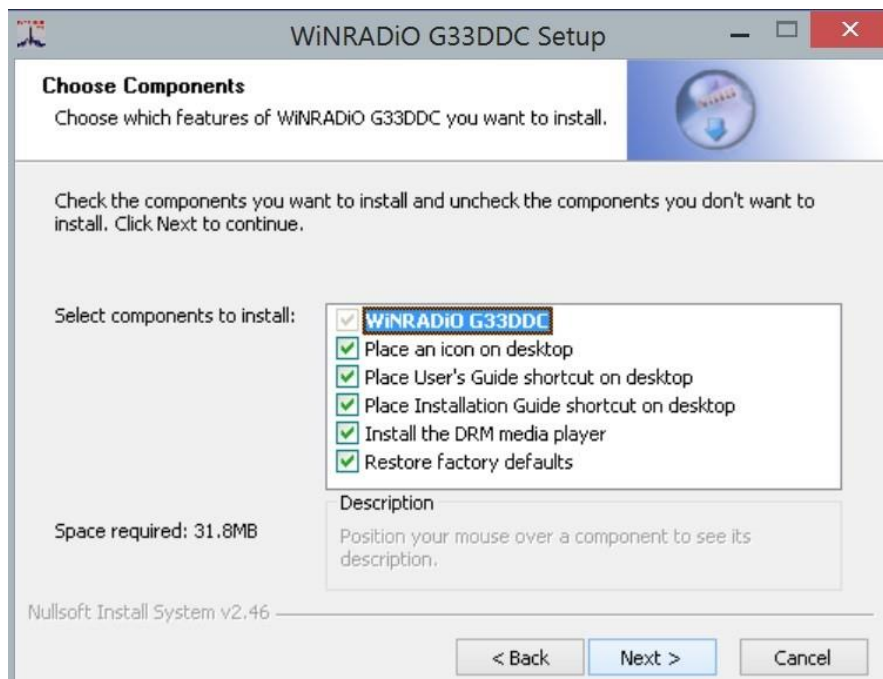 WiNRADiO G33DDC Setup
Choose Components
Choose which features of WiNRADiO G33DDC you want to install.
Check the components you want to install and uncheck the components you don't want to
install. Click Next to continue.
Select components to install:
WiNRADiO G33DDC
Place an icon on desktop
Place User's Guide shortcut on desktop
Place Installation Guide shortcut on desktop
Install the DRM media player
Restore factory defaults
Space required: 31.8MB
Description
Position your mouse over a component to see its
description.
Nullsoft Install System v2.46
< Back
Next >
Cancel